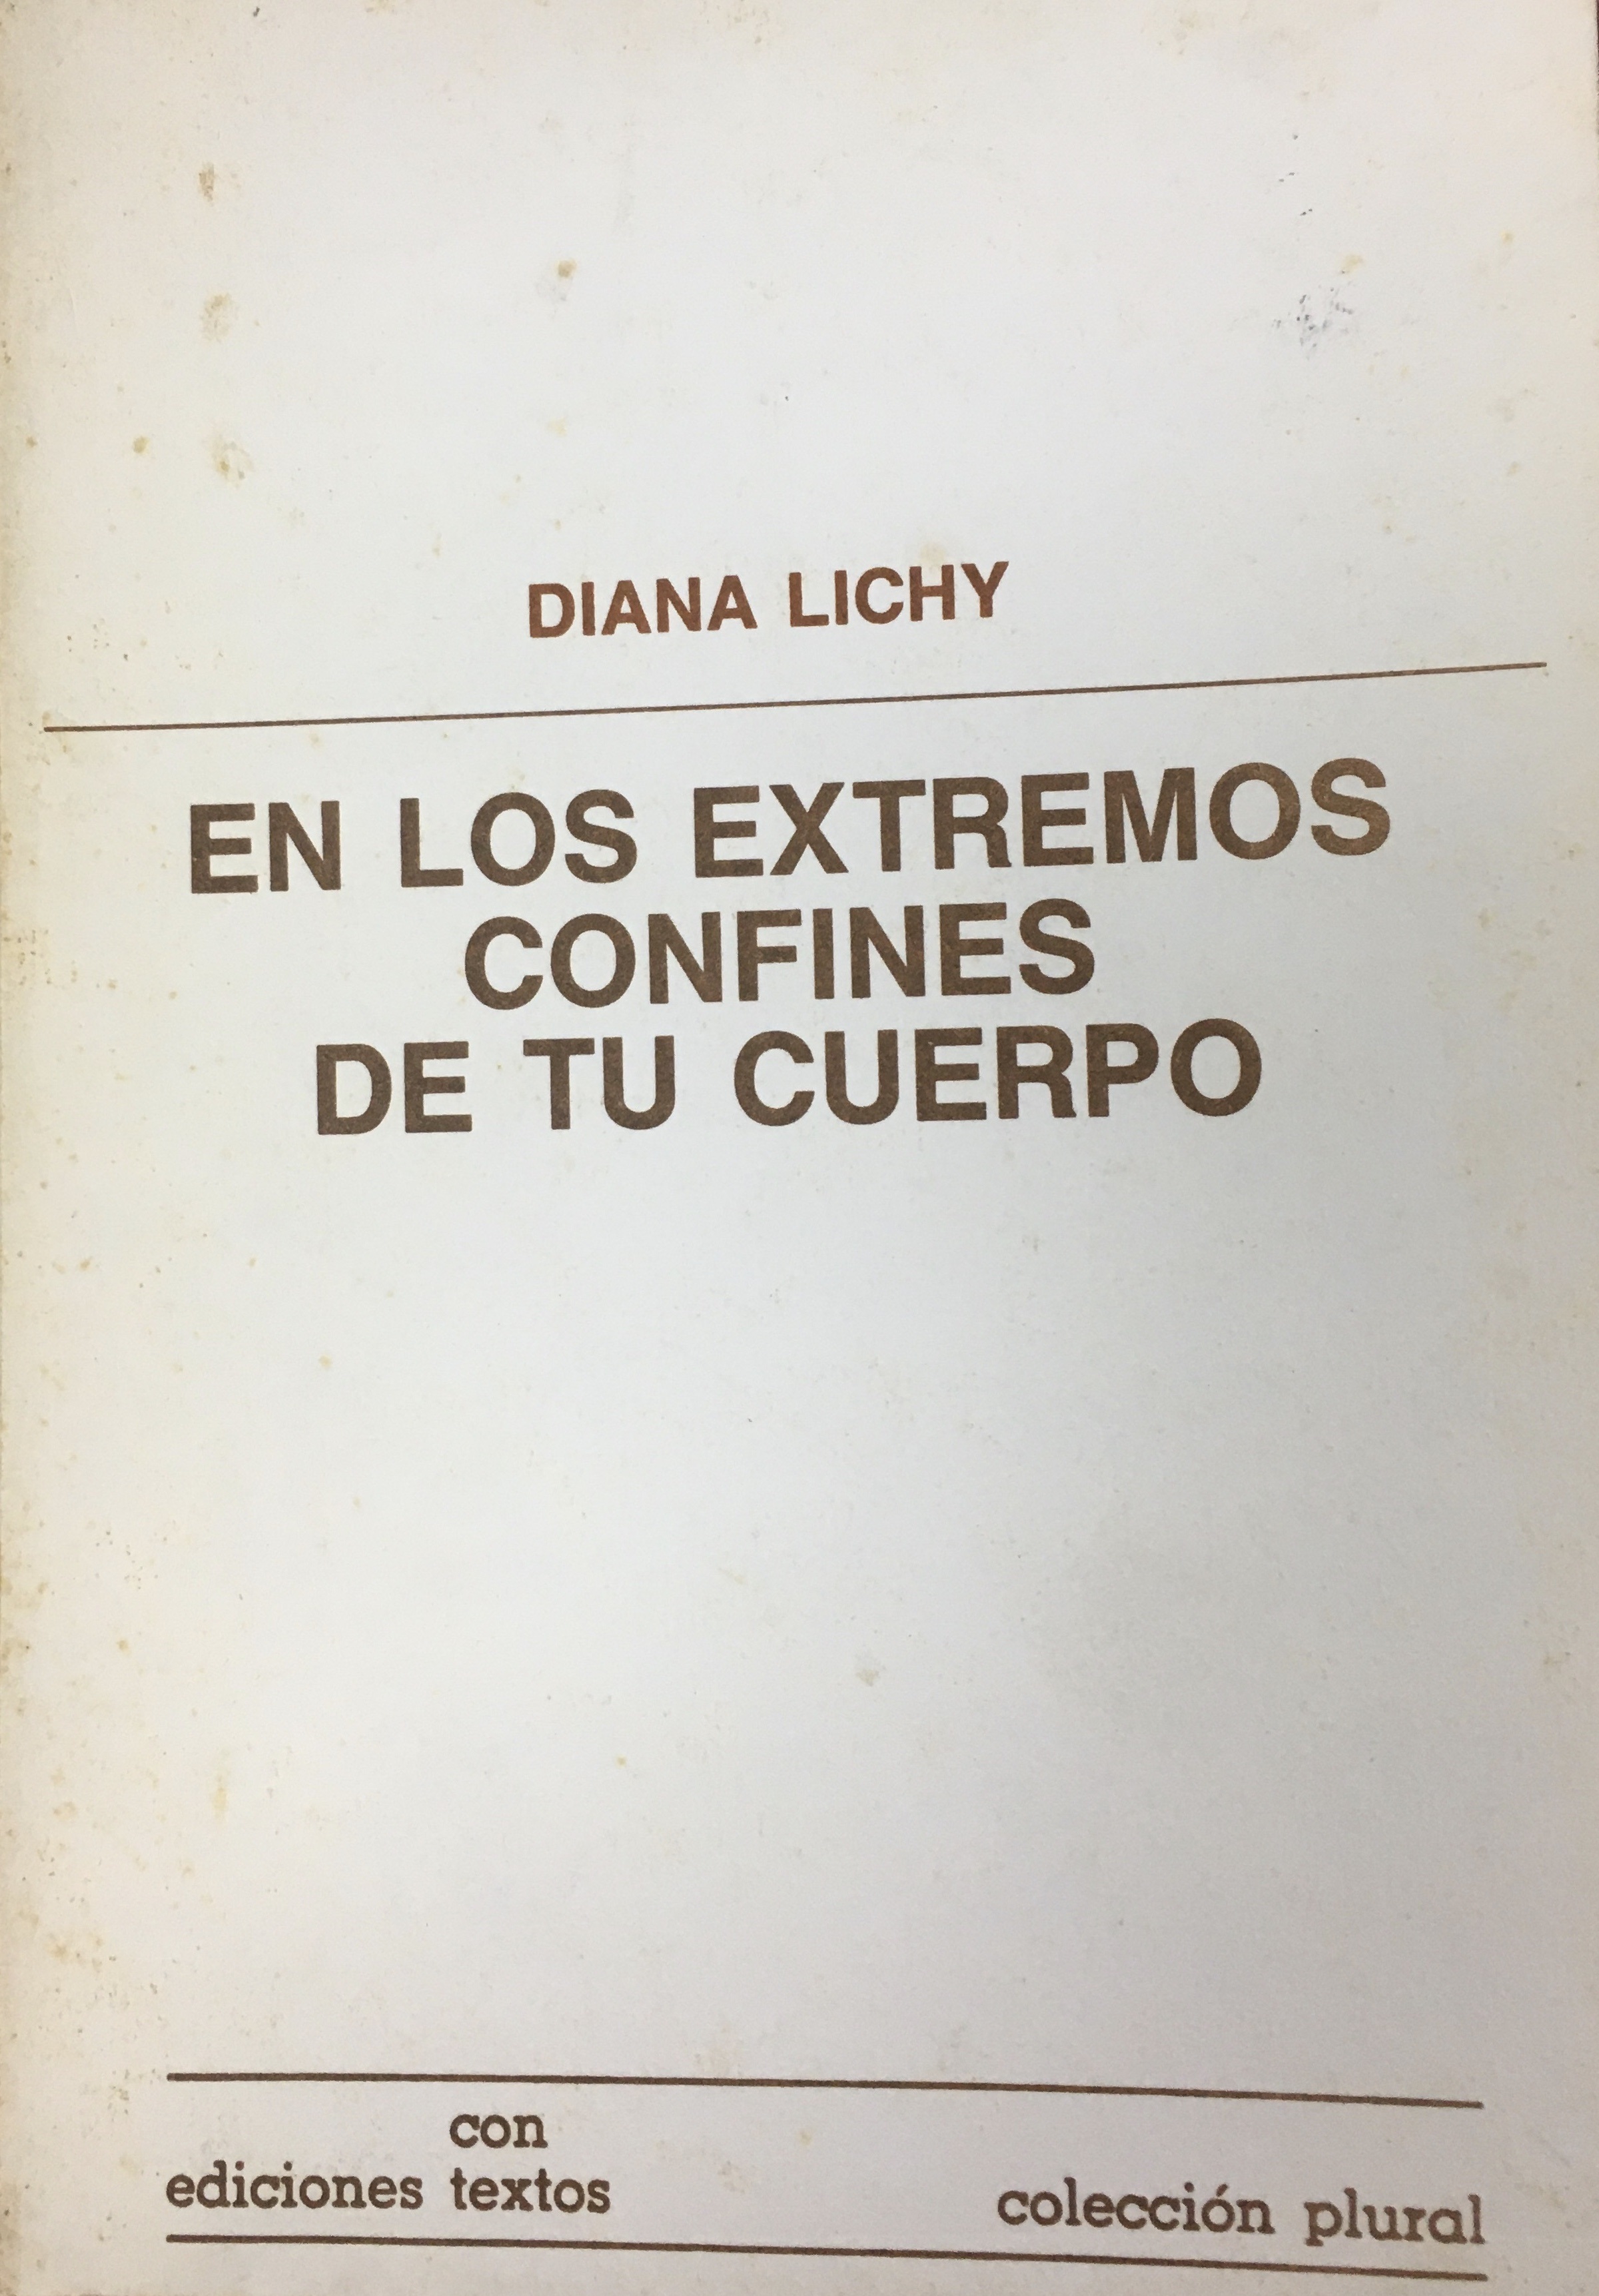 DIANA LICHY
EN LOS EXTREMOS
CONFINES
DE TU CUERPO
con
ediciones textos
colección plural